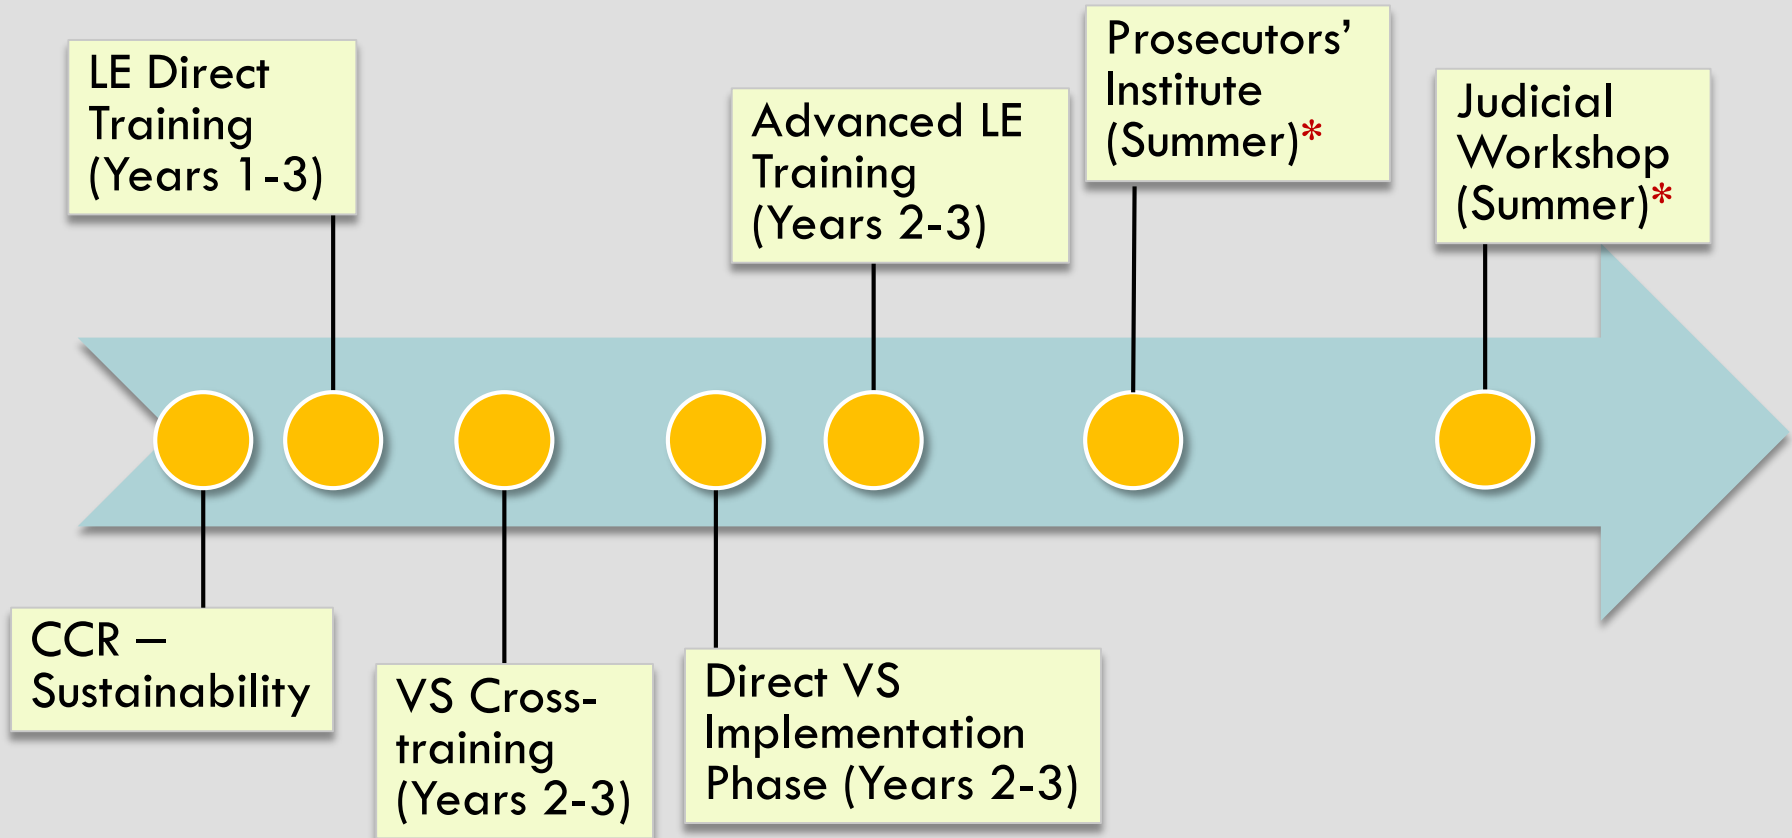 LE Direct
Training
(Years 1-3)
Advanced LE
Training
(Years 2-3)
Prosecutors’
Institute
(Summer)*
Judicial
Workshop
(Summer)*
CCR –
Sustainability
VS Cross-
training
(Years 2-3)
Direct VS
Implementation
Phase (Years 2-3)